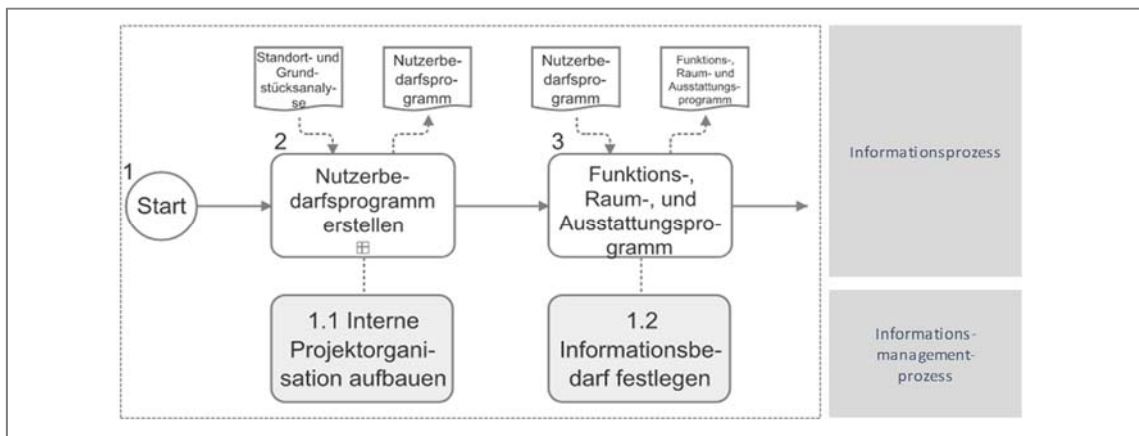 Standort- und
Grund-
stücksanaly-
se
Nutzerbe-
darfspro-
gramm
Nutzerbe-
darfspro-
gramm
Funktions-,
Raum- und
Ausstattungs-
programm
1
Start
2
Nutzerbe-
darfsprogramm
erstellen
3
Funktions-,
Raum-, und
Ausstattungspro-
gramm
Informationsprozess
1.1 Interne
Projektorgani-
sation aufbauen
1.2
Informationsbe-
darf festlegen
Informations-
management-
prozess